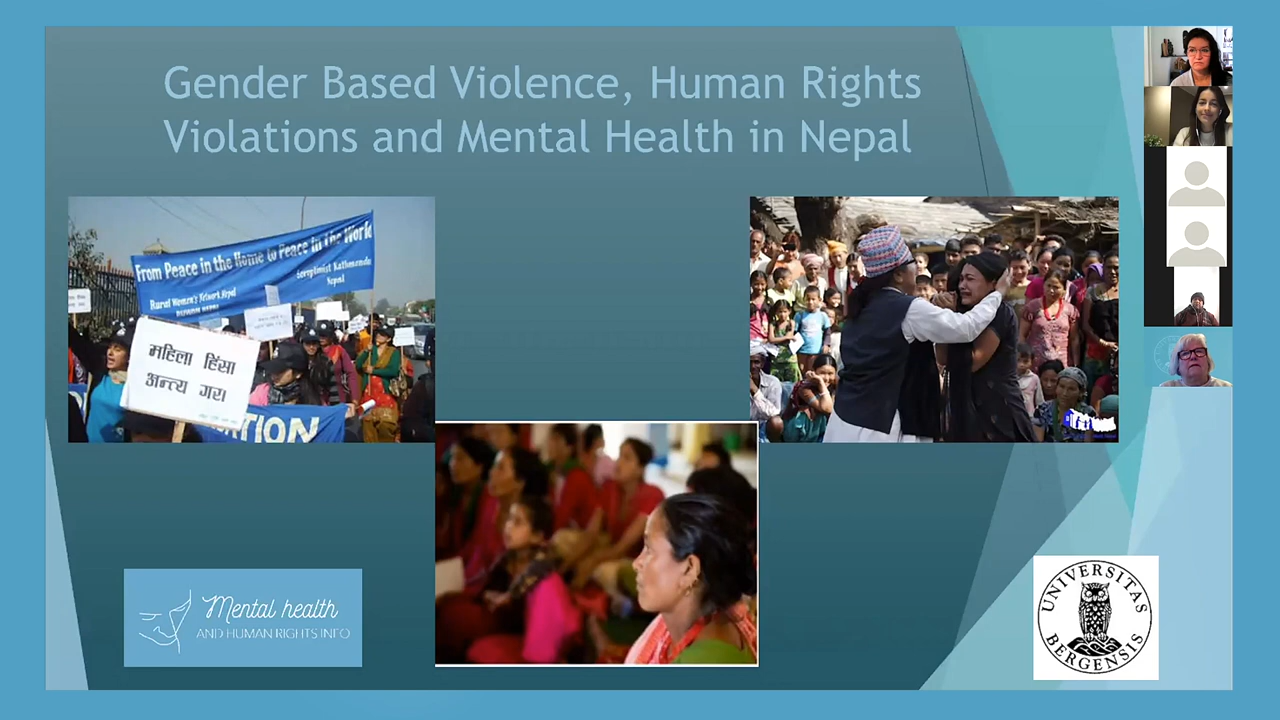 Gender Based Violence, Human Rights
Violations and Mental Health in Nepal
From Peace in the Home to Peace in the Work
Soroptimist Kathmandu
Nepal
Rural Women's Network Nepal
महिला हिंसा
अन्त्य गरा
TION
Mental health
AND HUMAN RIGHTS INFO
UNIVERSITAS
BERGENSIS